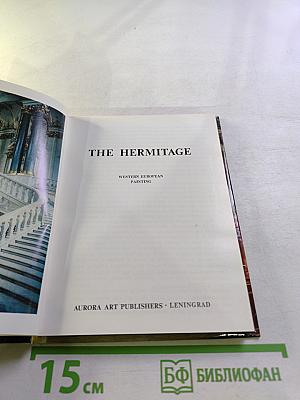 THE HERMITAGE
WESTERN EUROPEAN
PAINTING
AURORA ART PUBLISHERS · LENINGRAD
15 см
БФ БИБЛИОФАН